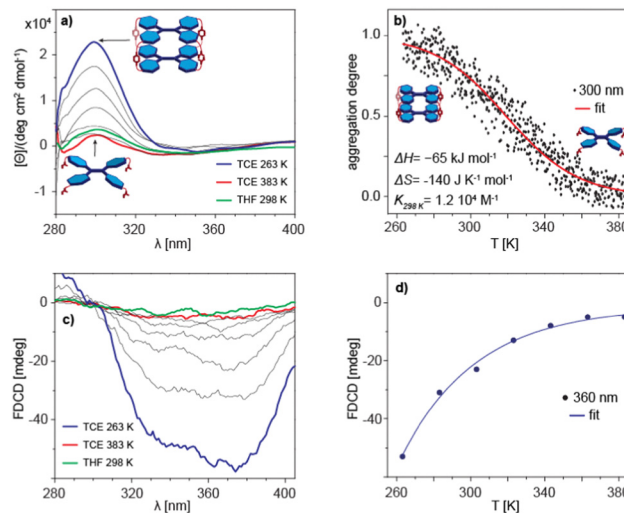 x10⁴
a)
[Θ]/(deg cm² dmol⁻¹)
2
1
0
-1
TCE 263 K
TCE 383 K
THF 298 K
280
320
360
400
λ [nm]
b)
aggregation degree
1.0
0.5
0.0
300 nm
fit
ΔH= −65 kJ mol⁻¹
ΔS= -140 J K⁻¹ mol⁻¹
K₂₉₈ K= 1.2 10⁴ M⁻¹
260
300
340
380
T [K]
c)
FDCD [mdeg]
0
-20
-40
TCE 263 K
TCE 383 K
THF 298 K
280
320
360
400
λ [nm]
d)
FDCD [mdeg]
0
-20
-40
360 nm
fit
260
300
340
380
T [K]